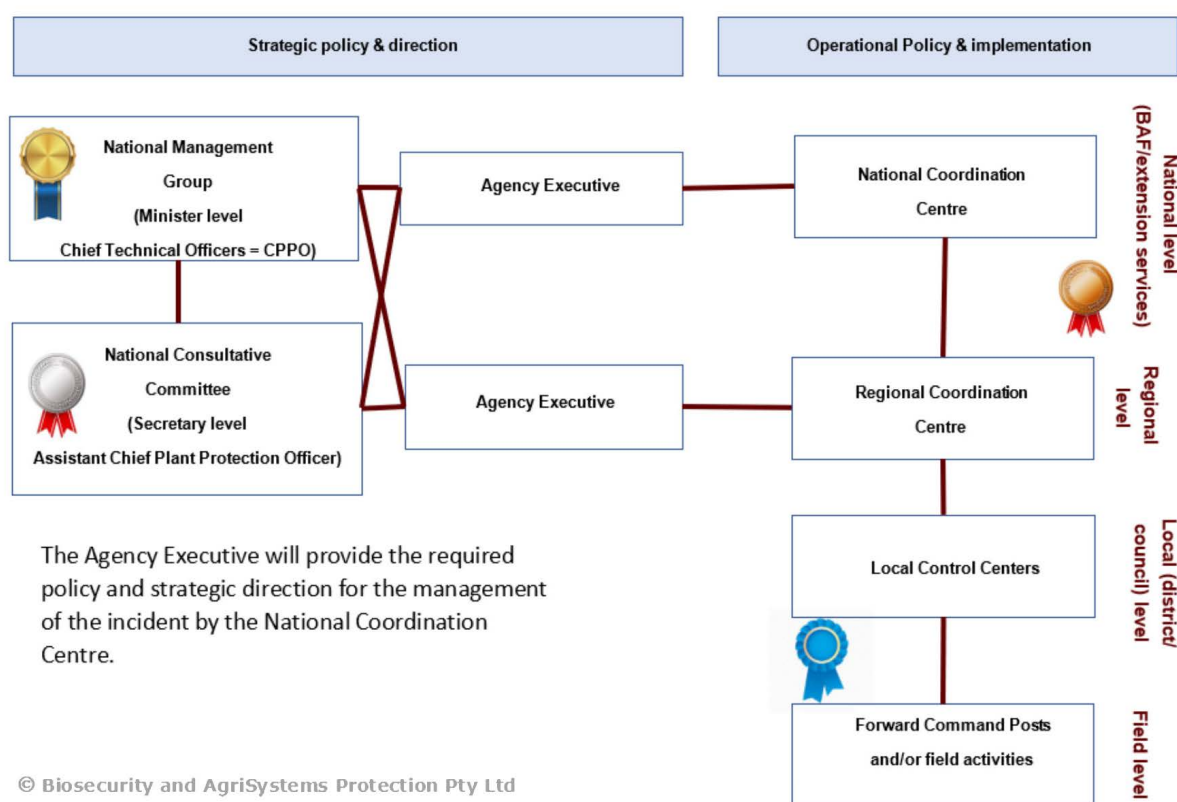 Strategic policy & direction
Operational Policy & implementation
National Management
Group
(Minister level
Chief Technical Officers = CPPO)
Agency Executive
National Coordination
Centre
National level
(BAF/extension services)
National Consultative
Committee
(Secretary level
Assistant Chief Plant Protection Officer)
Agency Executive
Regional Coordination
Centre
Regional
level
The Agency Executive will provide the required
policy and strategic direction for the management
of the incident by the National Coordination
Centre.
Local Control Centers
Local (district/
council) level
Forward Command Posts
and/or field activities
Field level
© Biosecurity and AgriSystems Protection Pty Ltd